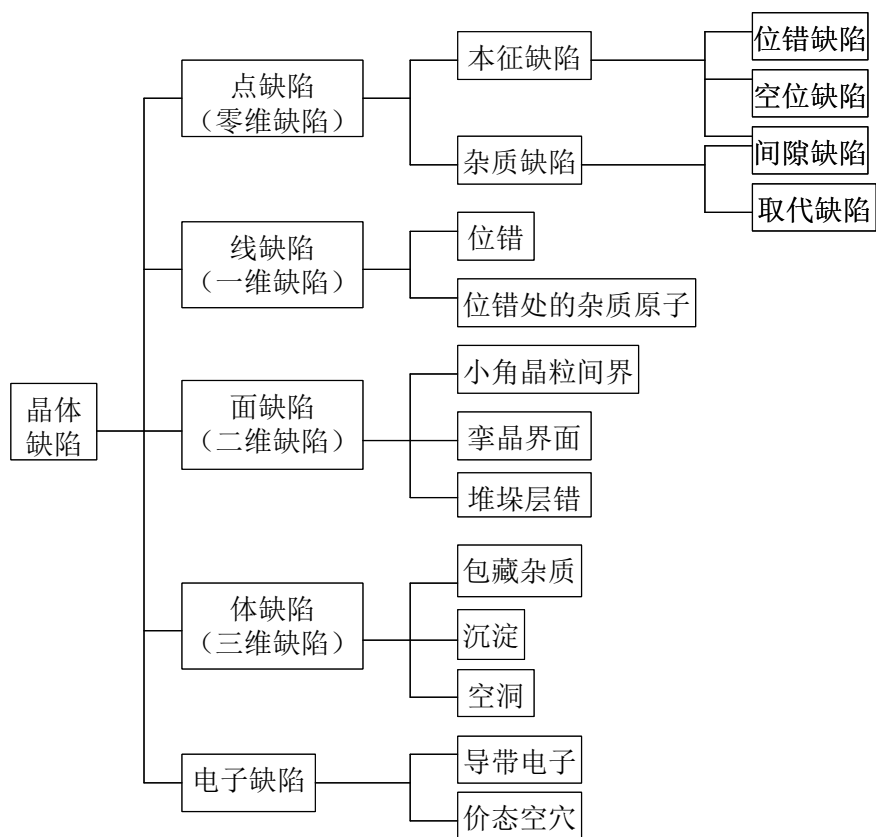 晶体
缺陷
点缺陷
（零维缺陷）
本征缺陷
位错缺陷
空位缺陷
间隙缺陷
杂质缺陷
取代缺陷
线缺陷
（一维缺陷）
位错
位错处的杂质原子
面缺陷
（二维缺陷）
小角晶粒间界
孪晶界面
堆垛层错
体缺陷
（三维缺陷）
包藏杂质
沉淀
空洞
电子缺陷
导带电子
价态空穴